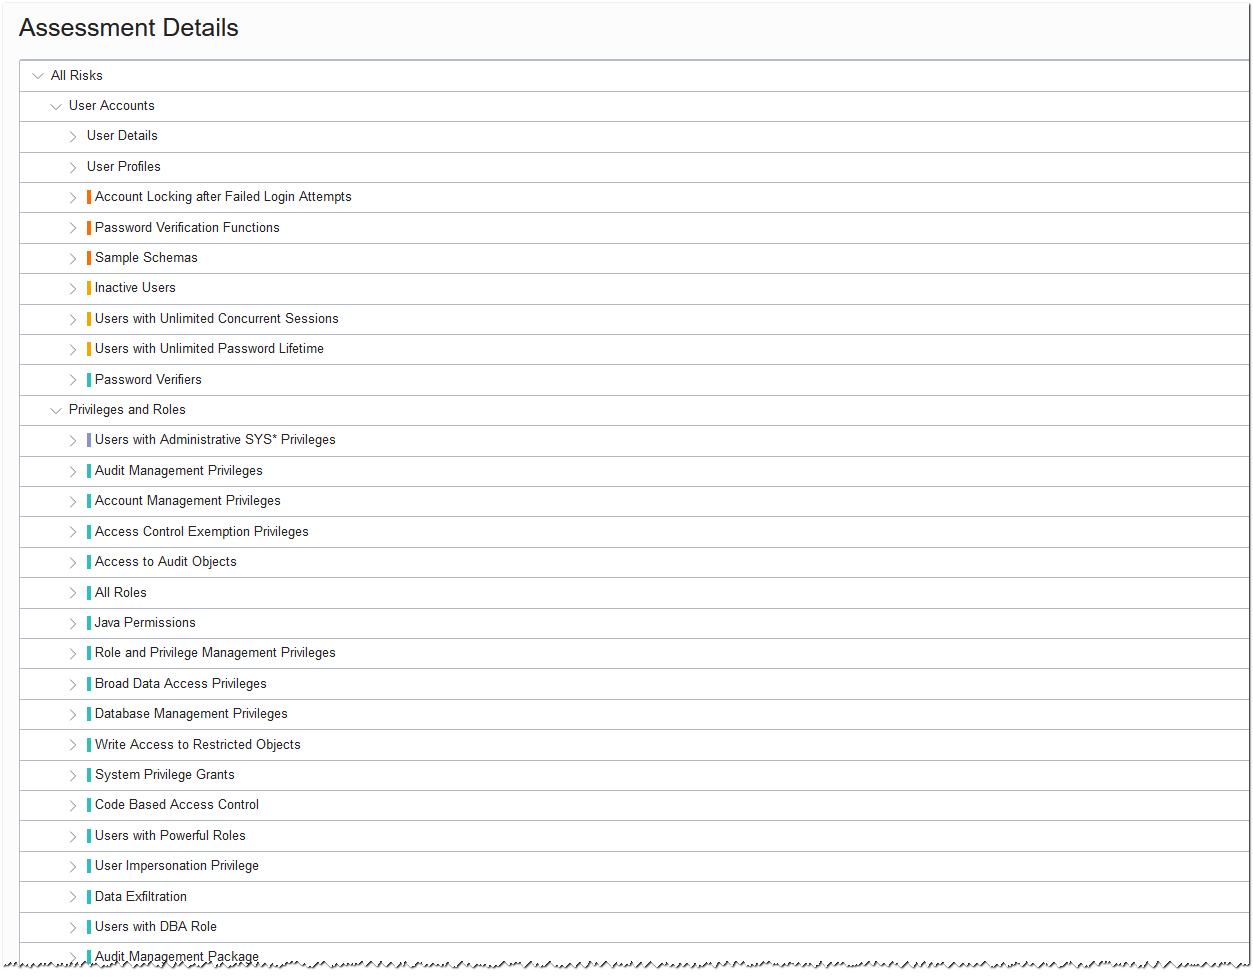 Assessment Details
All Risks
User Accounts
User Details
User Profiles
Account Locking after Failed Login Attempts
Password Verification Functions
Sample Schemas
Inactive Users
Users with Unlimited Concurrent Sessions
Users with Unlimited Password Lifetime
Password Verifiers
Privileges and Roles
Users with Administrative SYS* Privileges
Audit Management Privileges
Account Management Privileges
Access Control Exemption Privileges
Access to Audit Objects
All Roles
Java Permissions
Role and Privilege Management Privileges
Broad Data Access Privileges
Database Management Privileges
Write Access to Restricted Objects
System Privilege Grants
Code Based Access Control
Users with Powerful Roles
User Impersonation Privilege
Data Exfiltration
Users with DBA Role
Audit Management Package